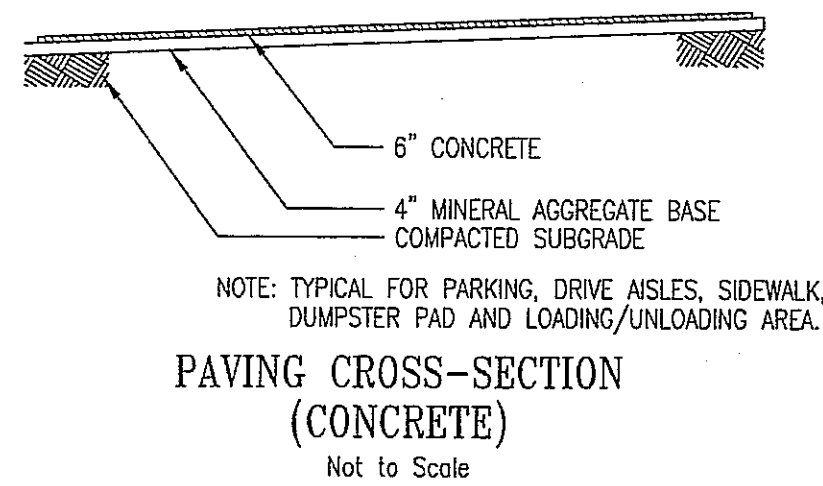 6" CONCRETE
4" MINERAL AGGREGATE BASE
COMPACTED SUBGRADE
NOTE: TYPICAL FOR PARKING, DRIVE AISLES, SIDEWALK,
DUMPSTER PAD AND LOADING/UNLOADING AREA.
PAVING CROSS-SECTION
(CONCRETE)
Not to Scale